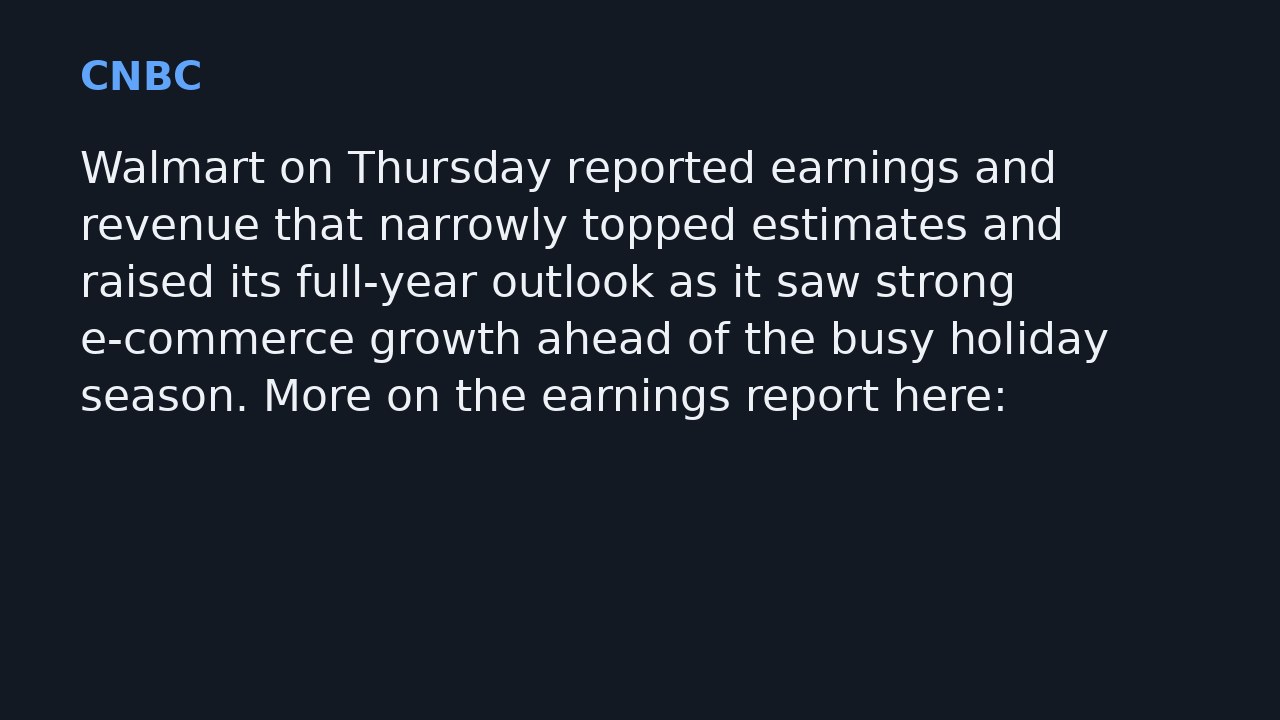 CNBC
Walmart on Thursday reported earnings and
revenue that narrowly topped estimates and
raised its full-year outlook as it saw strong
e-commerce growth ahead of the busy holiday
season. More on the earnings report here: